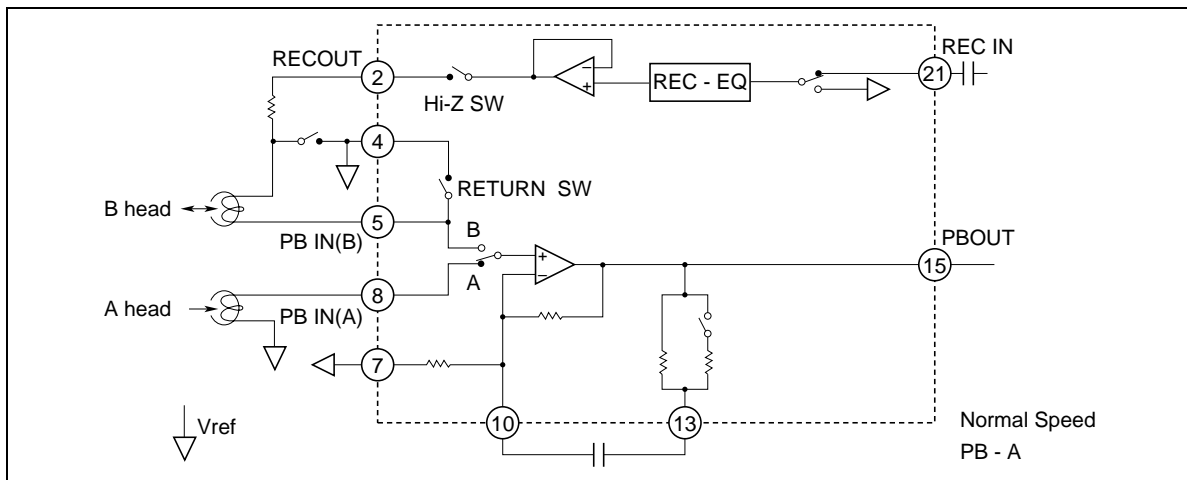 RECOUT
REC IN
2
21
REC - EQ
Hi-Z SW
4
RETURN SW
B head
5
PB IN(B)
B
PBOUT
15
A
A head
8
PB IN(A)
7
10
13
Vref
Normal Speed
PB - A
−
+
+
−